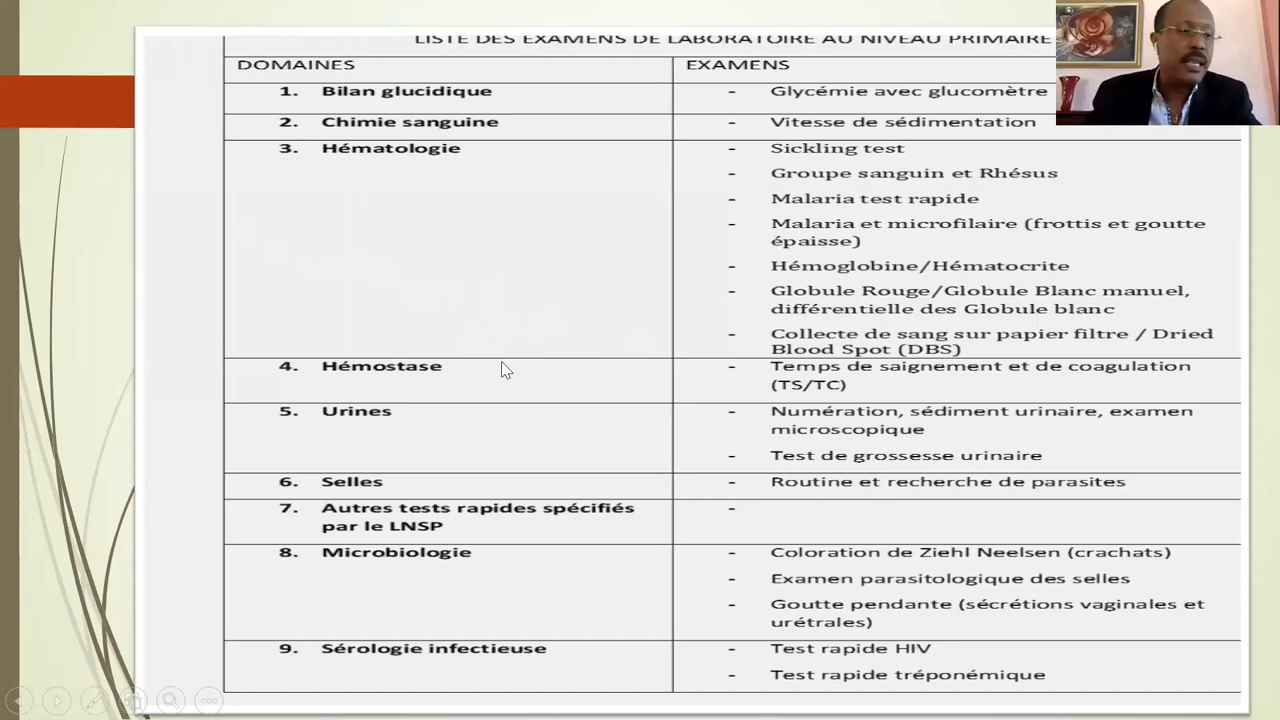 LISTE DES EXAMENS DE LABORATOIRE AU NIVEAU PRIMAIRE
DOMAINES
EXAMENS
1. Bilan glucidique
- Glycémie avec glucomètre
2. Chimie sanguine
- Vitesse de sédimentation
3. Hématologie
- Sickling test
- Groupe sanguin et Rhésus
- Malaria test rapide
- Malaria et microfilaire (frottis et goutte
épaisse)
- Hémoglobine/Hématocrite
- Globule Rouge/Globule Blanc manuel,
différentielle des Globule blanc
- Collecte de sang sur papier filtre / Dried
Blood Spot (DBS)
4. Hémostase
- Temps de saignement et de coagulation
(TS/TC)
5. Urines
- Numération, sédiment urinaire, examen
microscopique
- Test de grossesse urinaire
6. Selles
- Routine et recherche de parasites
7. Autres tests rapides spécifiés
par le LNSP
-
8. Microbiologie
- Coloration de Ziehl Neelsen (crachats)
- Examen parasitologique des selles
- Goutte pendante (sécrétions vaginales et
urétrales)
9. Sérologie infectieuse
- Test rapide HIV
- Test rapide tréponémique